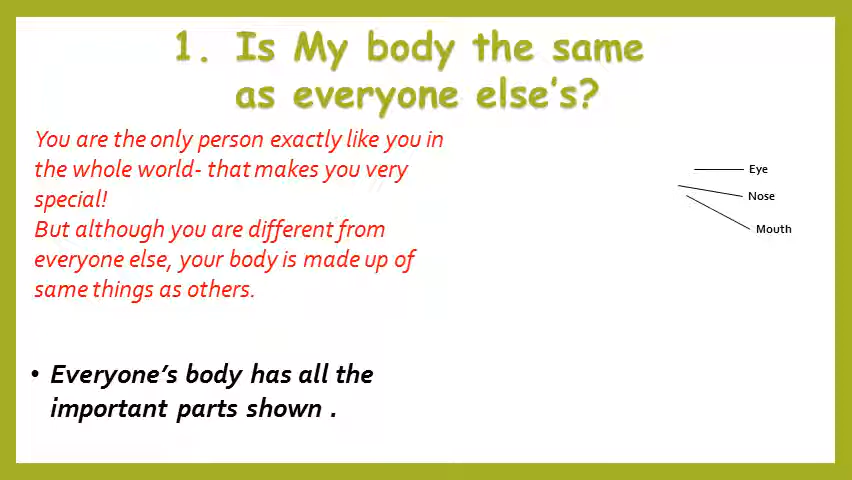 1. Is My body the same
as everyone else's?
You are the only person exactly like you in
the whole world- that makes you very
special!
But although you are different from
everyone else, your body is made up of
same things as others.
• Everyone's body has all the
important parts shown .
Eye
Nose
Mouth